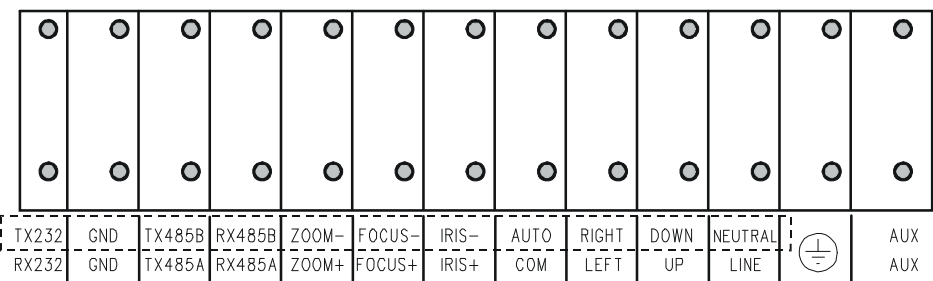 TX232 GND TX485B RX485B ZOOM- FOCUS- IRIS- AUTO RIGHT DOWN NEUTRAL AUX
RX232 GND TX485A RX485A ZOOM+ FOCUS+ IRIS+ COM LEFT UP LINE AUX